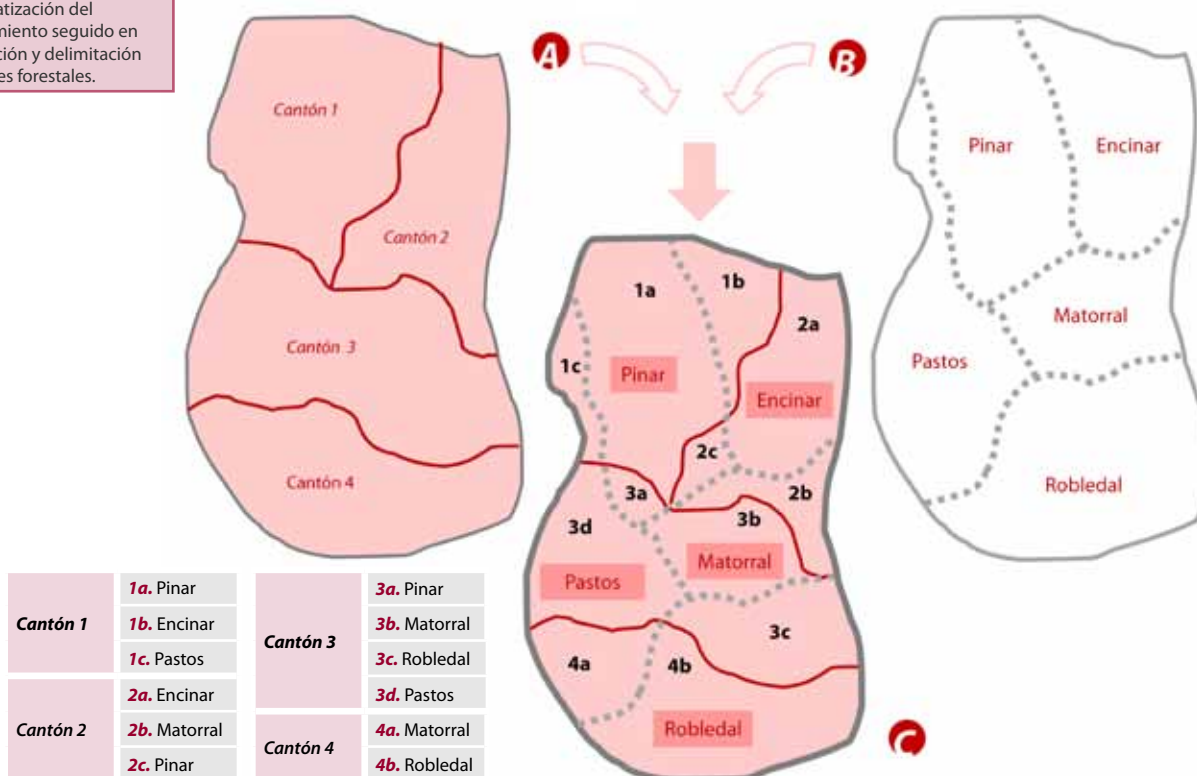 miento seguido en
ción y delimitación
es forestales.
A
B
Cantón 1
Cantón 2
Cantón 3
Cantón 4
Pinar
Encinar
Matorral
Pastos
Robledal
1a
1b
2a
1c
Pinar
Encinar
2c
3a
2b
3d
3b
Matorral
Pastos
3c
4a
4b
Robledal
C
Cantón 1
1a. Pinar
1b. Encinar
1c. Pastos
Cantón 2
2a. Encinar
2b. Matorral
2c. Pinar
Cantón 3
3a. Pinar
3b. Matorral
3c. Robledal
3d. Pastos
Cantón 4
4a. Matorral
4b. Robledal